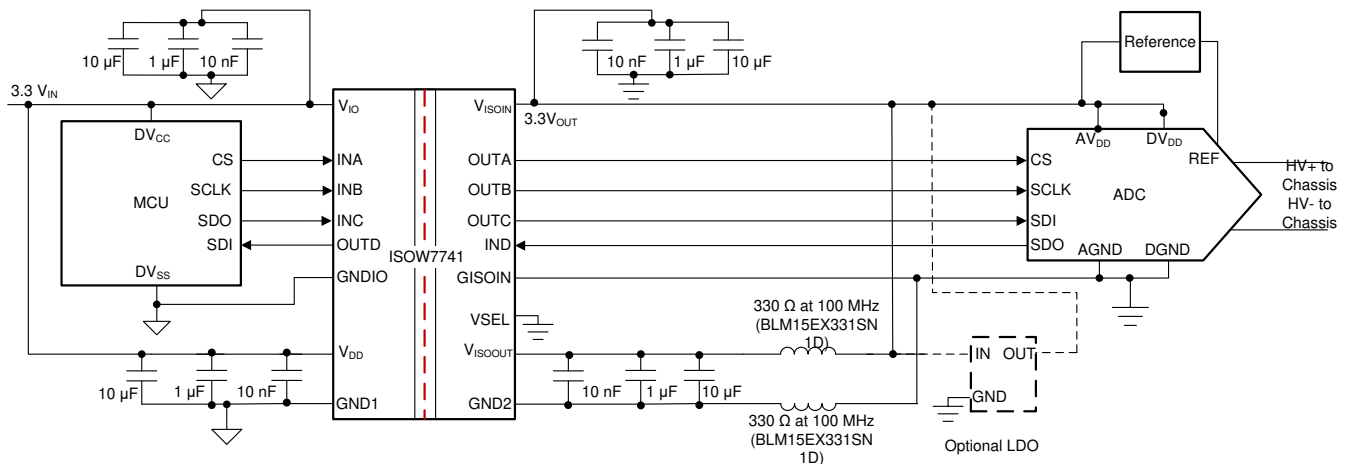 10 µF
1 µF
10 nF
10 nF
1 µF
10 µF
Reference
3.3 VIN
VIO
VISOIN
3.3VOUT
DVCC
AVDD
DVDD
REF
CS
INA
OUTA
CS
HV+ to
Chassis
HV- to
Chassis
SCLK
INB
OUTB
SCLK
MCU
ADC
SDO
INC
OUTC
SDI
SDI
OUTD
IND
SDO
ISOW7741
DVSS
GNDIO
GISOIN
AGND
DGND
VSEL
330 Ω at 100 MHz
(BLM15EX331SN
1D)
VDD
VISOOUT
IN
OUT
10 µF
1 µF
10 nF
10 nF
1 µF
10 µF
GND
GND1
GND2
330 Ω at 100 MHz
(BLM15EX331SN
1D)
Optional LDO